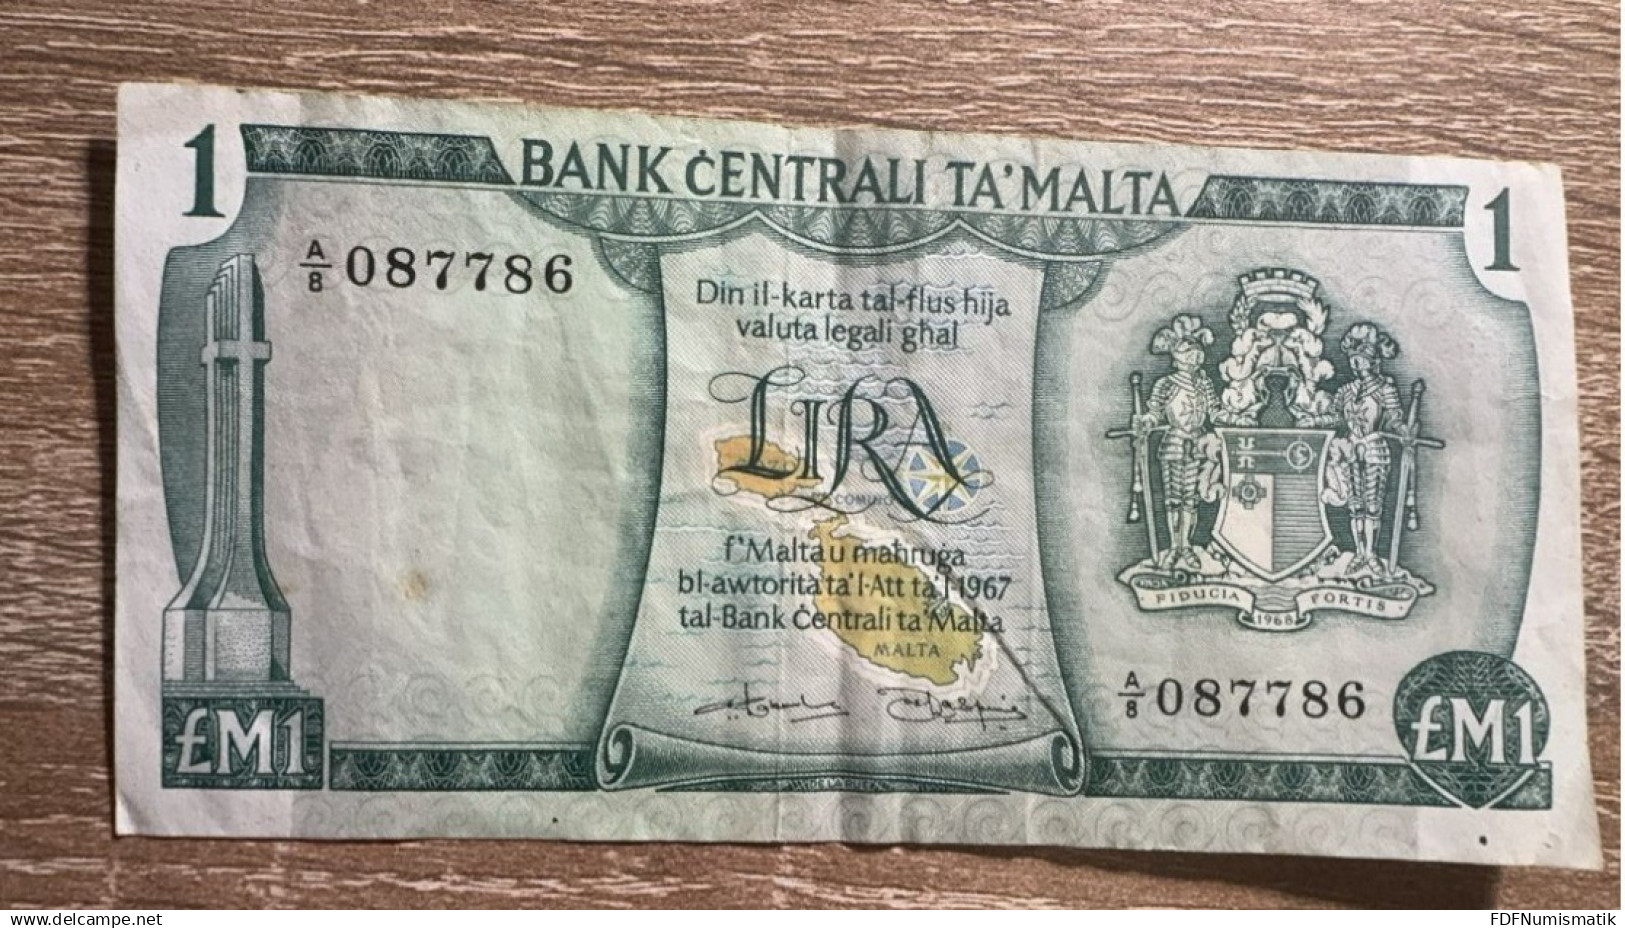 1
BANK ĊENTRALI TA' MALTA
1
A/8 087786
Din il-karta tal-flus hija
valuta legali għal
LIRA
COMINO
f'Malta u maħruġa
bl-awtorità ta' l-Att ta' l-1967
tal-Bank Ċentrali ta' Malta
MALTA
FIDUCIA FORTIS
1968
A/8 087786
£M1
£M1
www.delcampe.net
FDFNumismatik